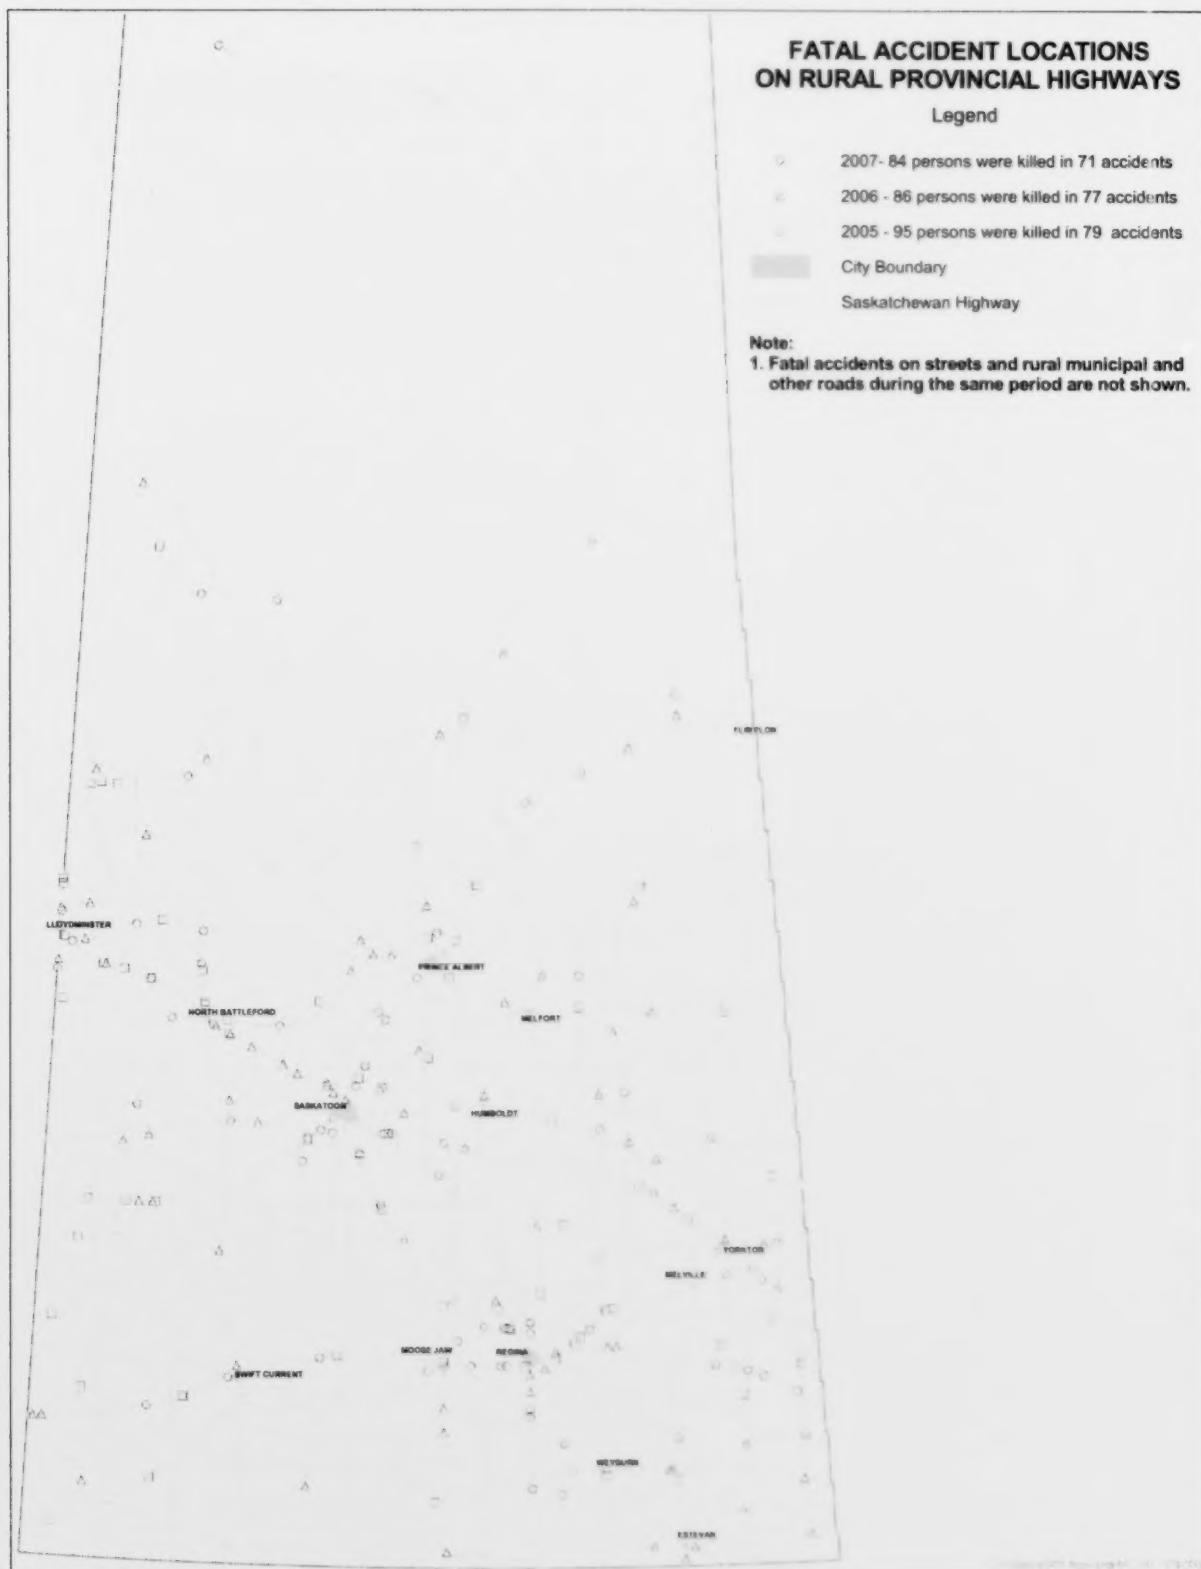 FATAL ACCIDENT LOCATIONS
ON RURAL PROVINCIAL HIGHWAYS
Legend
2007- 84 persons were killed in 71 accidents
2006 - 86 persons were killed in 77 accidents
2005 - 95 persons were killed in 79 accidents
City Boundary
Saskatchewan Highway
Note:
1. Fatal accidents on streets and rural municipal and
other roads during the same period are not shown.
LLOYDMINSTER
PRINCE ALBERT
NORTH BATTLEFORD
MELFORT
SASKATOON
HUMBOLDT
YORKTON
MELVILLE
MOOSE JAW
REGINA
SWIFT CURRENT
WEYBURN
ESTEVAN